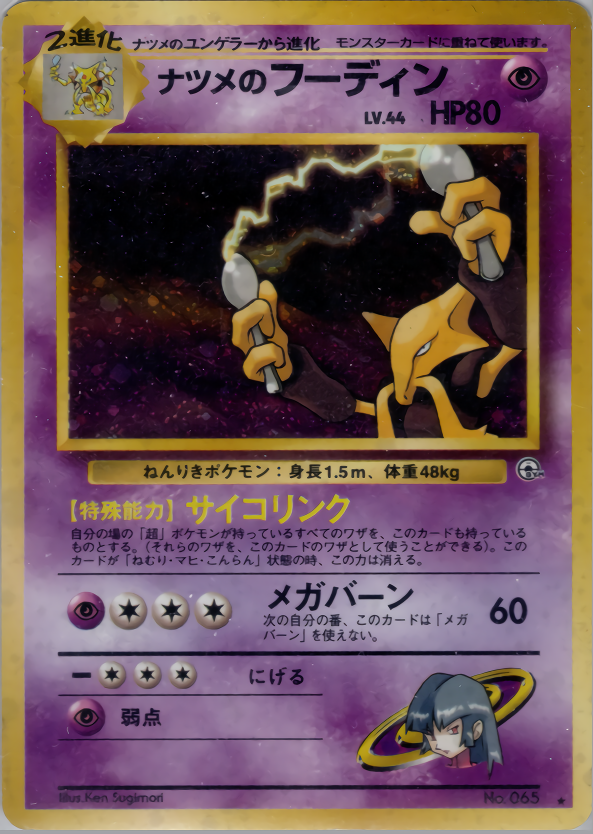 2進化 ナツメのユンゲラーから進化 モンスターカードに重ねて使います。
ナツメのフーディン
LV.44 HP80
ねんりきポケモン：身長1.5m、体重48kg
【特殊能力】サイコリンク
自分の場の「超」ポケモンが持っているすべてのワザを、このカードも持っている
ものとする。（それらのワザを、このカードのワザとして使うことができる）。この
カードが「ねむり・マヒ・こんらん」状態の時、この力は消える。
メガバーン 60
次の自分の番、このカードは「メガ
バーン」を使えない。
ー にげる
弱点
Illus.Ken Sugimori No.065 ★